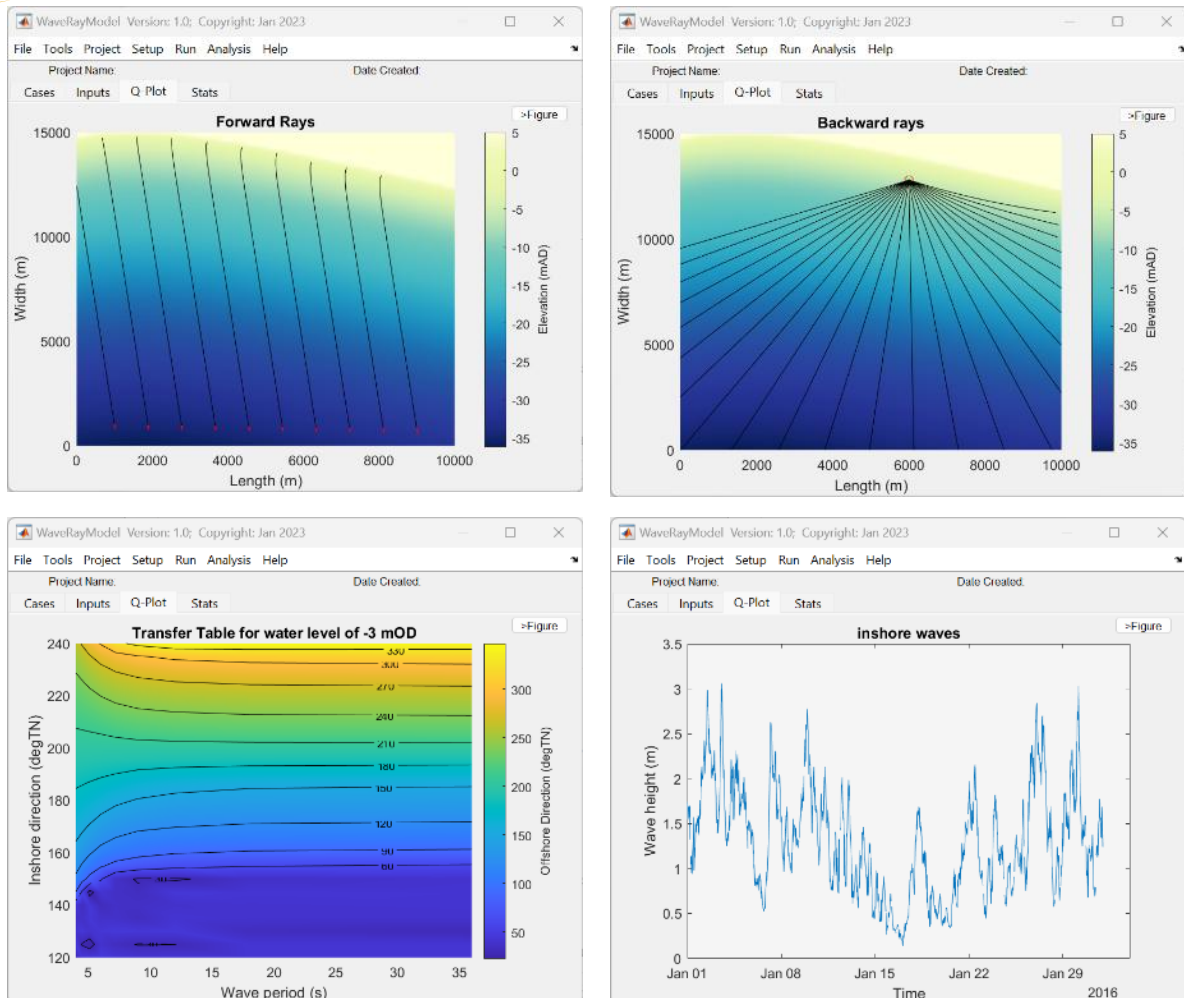 WaveRayModel Version: 1.0; Copyright: Jan 2023
File Tools Project Setup Run Analysis Help
Project Name: Date Created:
Cases Inputs Q-Plot Stats
>Figure
Forward Rays
15000
10000
5000
0
Width (m)
0 2000 4000 6000 8000 10000
Length (m)
5
0
-5
-10
-15
-20
-25
-30
-35
Elevation (mAD)
WaveRayModel Version: 1.0; Copyright: Jan 2023
File Tools Project Setup Run Analysis Help
Project Name: Date Created:
Cases Inputs Q-Plot Stats
>Figure
Backward rays
15000
10000
5000
0
Width (m)
0 2000 4000 6000 8000 10000
Length (m)
5
0
-5
-10
-15
-20
-25
-30
-35
Elevation (mAD)
WaveRayModel Version: 1.0; Copyright: Jan 2023
File Tools Project Setup Run Analysis Help
Project Name: Date Created:
Cases Inputs Q-Plot Stats
>Figure
Transfer Table for water level of -3 mOD
240
220
200
180
160
140
120
Inshore direction (degTN)
330
300
270
240
210
180
150
120
90
60
5 10 15 20 25 30 35
Wave period (s)
300
250
200
150
100
50
Offshore Direction (degTN)
WaveRayModel Version: 1.0; Copyright: Jan 2023
File Tools Project Setup Run Analysis Help
Project Name: Date Created:
Cases Inputs Q-Plot Stats
>Figure
inshore waves
3.5
3
2.5
2
1.5
1
0.5
0
Wave height (m)
Jan 01 Jan 08 Jan 15 Jan 22 Jan 29
Time 2016